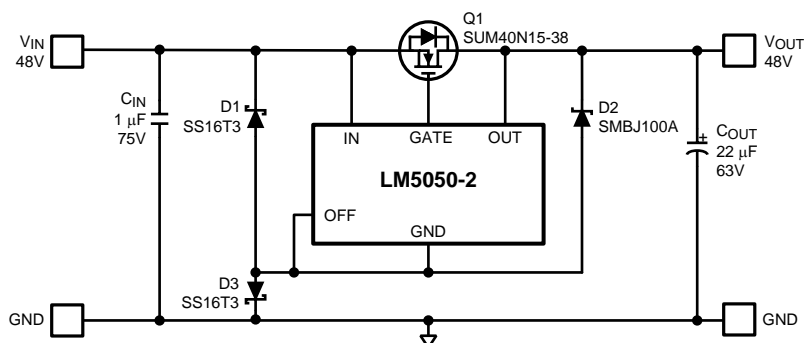 Q1
SUM40N15-38
VIN
48V
VOUT
48V
CIN
1 μF
75V
D1
SS16T3
D2
SMBJ100A
COUT
+
22 μF
63V
IN
GATE
OUT
LM5050-2
OFF
GND
D3
SS16T3
GND
GND